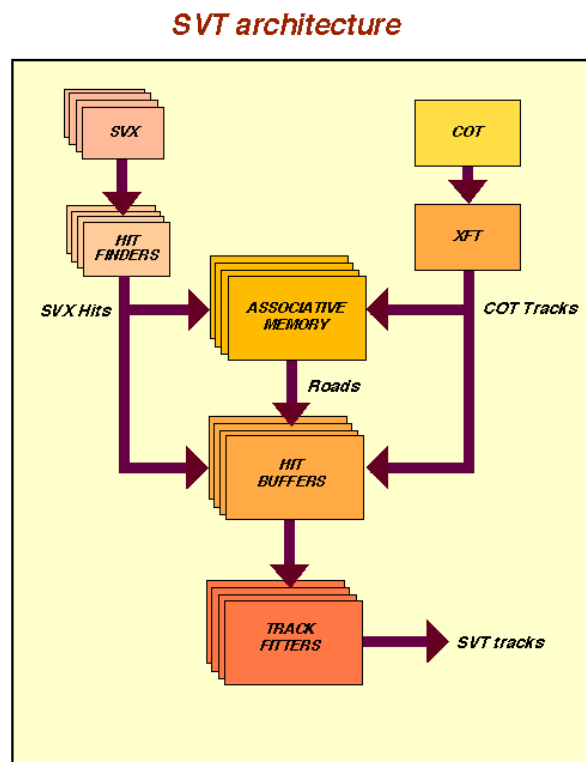 SVT architecture
SVX
COT
HIT
FINDERS
XFT
SVX Hits
ASSOCIATIVE
MEMORY
COT Tracks
Roads
HIT
BUFFERS
TRACK
FITTERS
SVT tracks